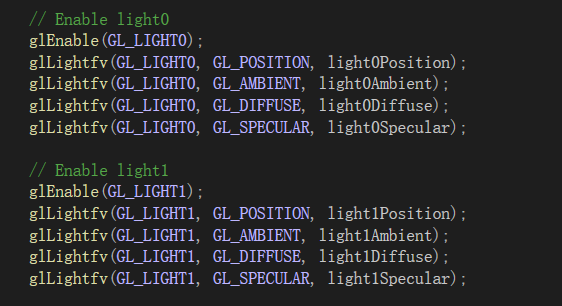 // Enable light0
glEnable(GL_LIGHT0);
glLightfv(GL_LIGHT0, GL_POSITION, light0Position);
glLightfv(GL_LIGHT0, GL_AMBIENT, light0Ambient);
glLightfv(GL_LIGHT0, GL_DIFFUSE, light0Diffuse);
glLightfv(GL_LIGHT0, GL_SPECULAR, light0Specular);
// Enable light1
glEnable(GL_LIGHT1);
glLightfv(GL_LIGHT1, GL_POSITION, light1Position);
glLightfv(GL_LIGHT1, GL_AMBIENT, light1Ambient);
glLightfv(GL_LIGHT1, GL_DIFFUSE, light1Diffuse);
glLightfv(GL_LIGHT1, GL_SPECULAR, light1Specular);